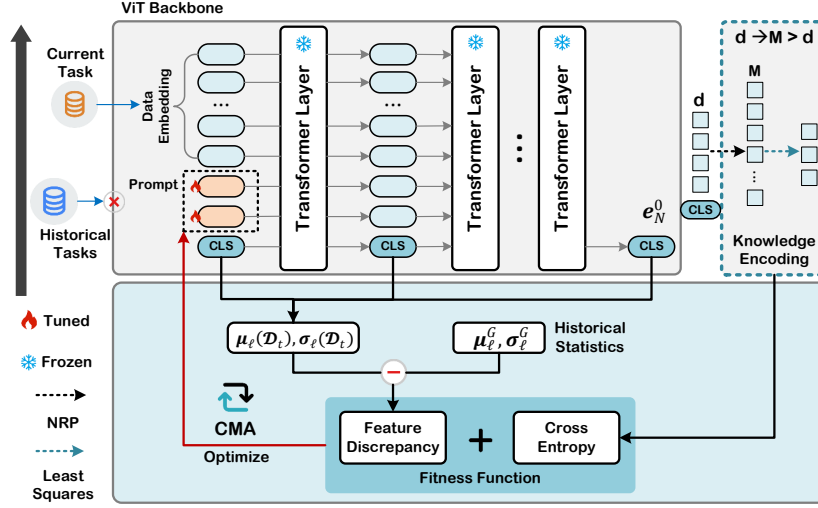 ViT Backbone
Current
Task
Data
Embedding
...
Prompt
Historical
Tasks
CLS
Transformer Layer
...
CLS
Transformer Layer
...
Transformer Layer
e_N^0
CLS
d
CLS
d → M > d
M
...
Knowledge
Encoding
Tuned
Frozen
NRP
Least
Squares
μ_ℓ(𝒟_t), σ_ℓ(𝒟_t)
μ_ℓ^G, σ_ℓ^G
Historical
Statistics
CMA
Optimize
Feature
Discrepancy
+
Cross
Entropy
Fitness Function